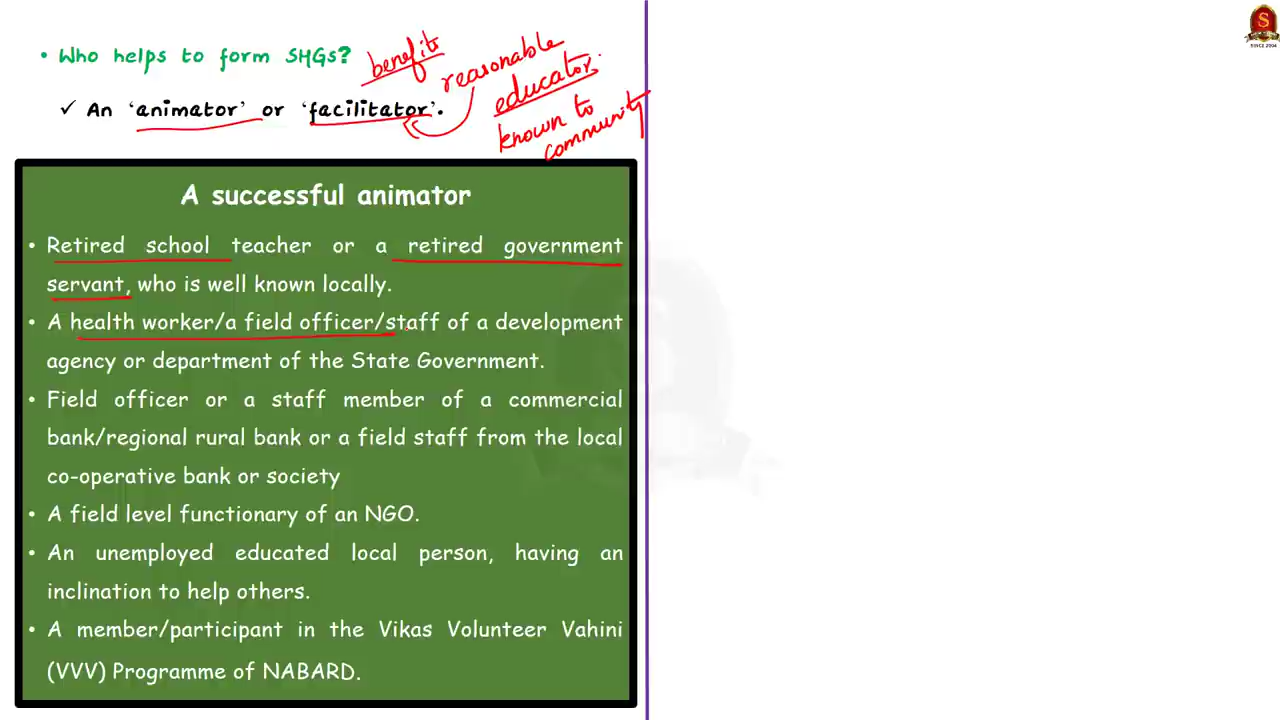 • Who helps to form SHGs?
benefits
reasonable
educator.
known to
community
✓ An ‘animator’ or ‘facilitator’.
A successful animator
• Retired school teacher or a retired government
servant, who is well known locally.
• A health worker/a field officer/staff of a development
agency or department of the State Government.
• Field officer or a staff member of a commercial
bank/regional rural bank or a field staff from the local
co-operative bank or society
• A field level functionary of an NGO.
• An unemployed educated local person, having an
inclination to help others.
• A member/participant in the Vikas Volunteer Vahini
(VVV) Programme of NABARD.
S
SINCE 2004